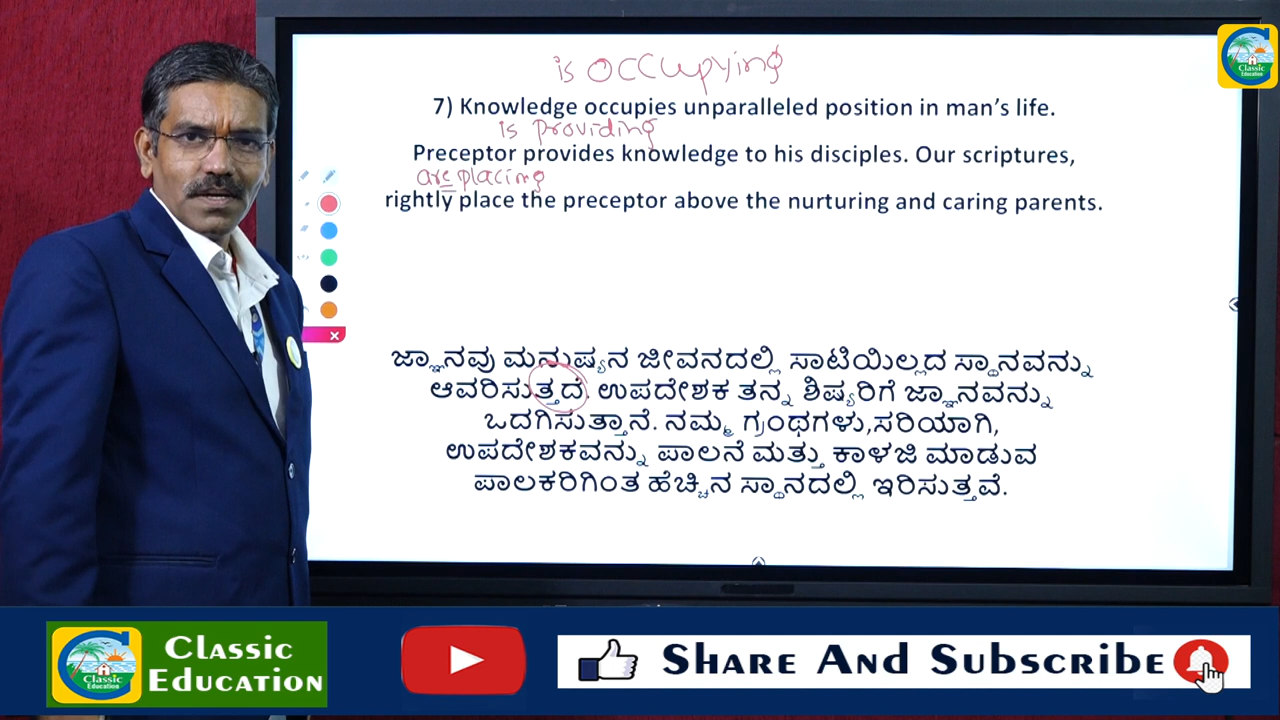 is occupying
7) Knowledge occupies unparalleled position in man's life.
is providing
Preceptor provides knowledge to his disciples. Our scriptures,
are placing
rightly place the preceptor above the nurturing and caring parents.
ಜ್ಞಾನವು ಮನುಷ್ಯನ ಜೀವನದಲ್ಲಿ ಸಾಟಿಯಿಲ್ಲದ ಸ್ಥಾನವನ್ನು
ಆವರಿಸುತ್ತದೆ. ಉಪದೇಶಕ ತನ್ನ ಶಿಷ್ಯರಿಗೆ ಜ್ಞಾನವನ್ನು
ಒದಗಿಸುತ್ತಾನೆ. ನಮ್ಮ ಗ್ರಂಥಗಳು,ಸರಿಯಾಗಿ,
ಉಪದೇಶಕವನ್ನು ಪಾಲನೆ ಮತ್ತು ಕಾಳಜಿ ಮಾಡುವ
ಪಾಲಕರಿಗಿಂತ ಹೆಚ್ಚಿನ ಸ್ಥಾನದಲ್ಲಿ ಇರಿಸುತ್ತವೆ.
Classic
Education
Classic
Education
Classic
Education
Share And Subscribe